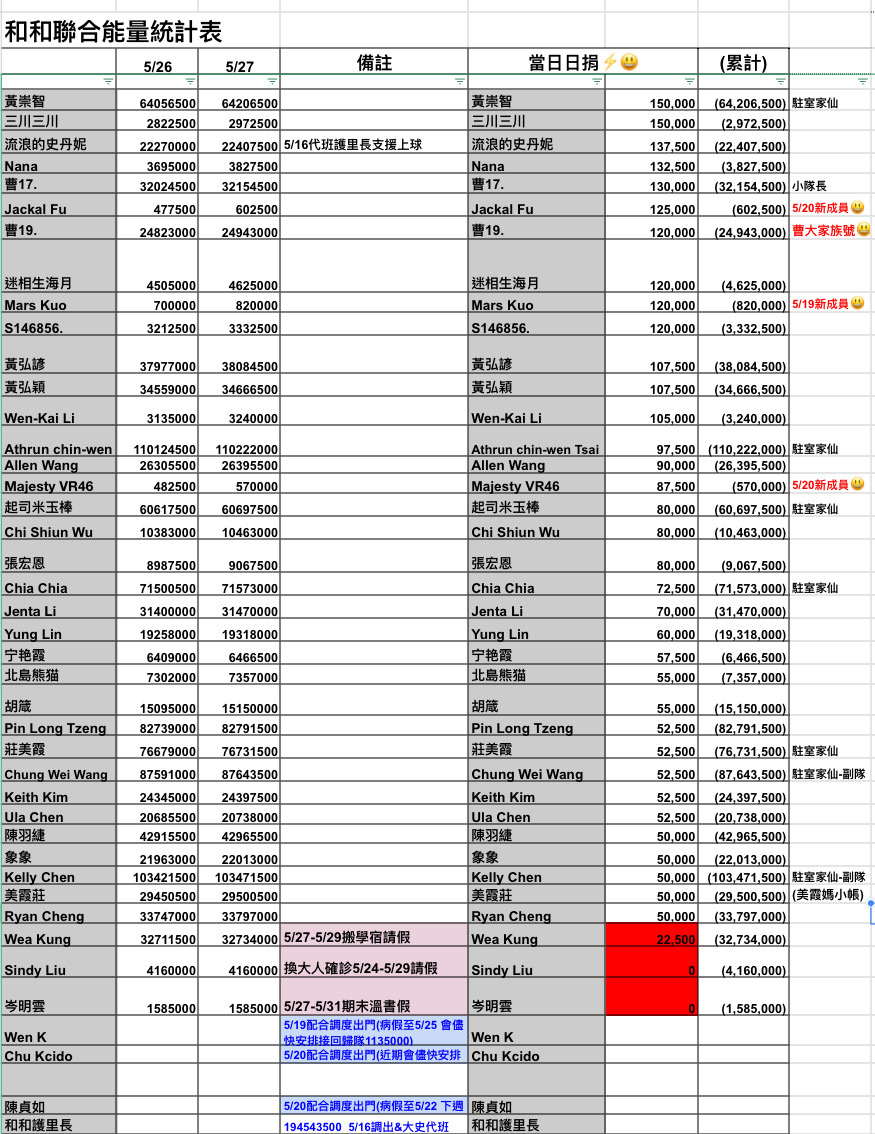 和和聯合能量統計表
5/26 5/27 備註 當日日捐⚡😃 (累計)
黃崇智 64056500 64206500 黃崇智 150,000 (64,206,500) 駐室家仙
三川三川 2822500 2972500 三川三川 150,000 (2,972,500)
流浪的史丹妮 22270000 22407500 5/16代班護里長支援上球 流浪的史丹妮 137,500 (22,407,500)
Nana 3695000 3827500 Nana 132,500 (3,827,500)
曹17. 32024500 32154500 曹17. 130,000 (32,154,500) 小隊長
Jackal Fu 477500 602500 Jackal Fu 125,000 (602,500) 5/20新成員😃
曹19. 24823000 24943000 曹19. 120,000 (24,943,000) 曹大家族號😃
迷相生海月 4505000 4625000 迷相生海月 120,000 (4,625,000)
Mars Kuo 700000 820000 Mars Kuo 120,000 (820,000) 5/19新成員😃
S146856. 3212500 3332500 S146856. 120,000 (3,332,500)
黃弘諺 37977000 38084500 黃弘諺 107,500 (38,084,500)
黃弘穎 34559000 34666500 黃弘穎 107,500 (34,666,500)
Wen-Kai Li 3135000 3240000 Wen-Kai Li 105,000 (3,240,000)
Athrun chin-wen 110124500 110222000 Athrun chin-wen Tsai 97,500 (110,222,000) 駐室家仙
Allen Wang 26305500 26395500 Allen Wang 90,000 (26,395,500)
Majesty VR46 482500 570000 Majesty VR46 87,500 (570,000) 5/20新成員😃
起司米玉棒 60617500 60697500 起司米玉棒 80,000 (60,697,500) 駐室家仙
Chi Shiun Wu 10383000 10463000 Chi Shiun Wu 80,000 (10,463,000)
張宏恩 8987500 9067500 張宏恩 80,000 (9,067,500)
Chia Chia 71500500 71573000 Chia Chia 72,500 (71,573,000) 駐室家仙
Jenta Li 31400000 31470000 Jenta Li 70,000 (31,470,000)
Yung Lin 19258000 19318000 Yung Lin 60,000 (19,318,000)
宁艳霞 6409000 6466500 宁艳霞 57,500 (6,466,500)
北島熊猫 7302000 7357000 北島熊猫 55,000 (7,357,000)
胡箴 15095000 15150000 胡箴 55,000 (15,150,000)
Pin Long Tzeng 82739000 82791500 Pin Long Tzeng 52,500 (82,791,500)
莊美霞 76679000 76731500 莊美霞 52,500 (76,731,500) 駐室家仙
Chung Wei Wang 87591000 87643500 Chung Wei Wang 52,500 (87,643,500) 駐室家仙-副隊
Keith Kim 24345000 24397500 Keith Kim 52,500 (24,397,500)
Ula Chen 20685500 20738000 Ula Chen 52,500 (20,738,000)
陳羽緁 42915500 42965500 陳羽緁 50,000 (42,965,500)
象象 21963000 22013000 象象 50,000 (22,013,000)
Kelly Chen 103421500 103471500 Kelly Chen 50,000 (103,471,500) 駐室家仙-副隊
美霞莊 29450500 29500500 美霞莊 50,000 (29,500,500) (美霞媽小帳)
Ryan Cheng 33747000 33797000 Ryan Cheng 50,000 (33,797,000)
Wea Kung 32711500 32734000 5/27-5/29搬學宿請假 Wea Kung 22,500 (32,734,000)
Sindy Liu 4160000 4160000 換大人確診5/24-5/29請假 Sindy Liu 0 (4,160,000)
岑明雲 1585000 1585000 5/27-5/31期末溫書假 岑明雲 0 (1,585,000)
5/19配合調度出門(病假至5/25 會儘
Wen K 快安排接回歸隊1135000) Wen K
Chu Kcido 5/20配合調度出門(近期會儘快安排 Chu Kcido
陳貞如 5/20配合調度出門(病假至5/22 下週 陳貞如
和和護里長 194543500 5/16調出&大史代班 和和護里長